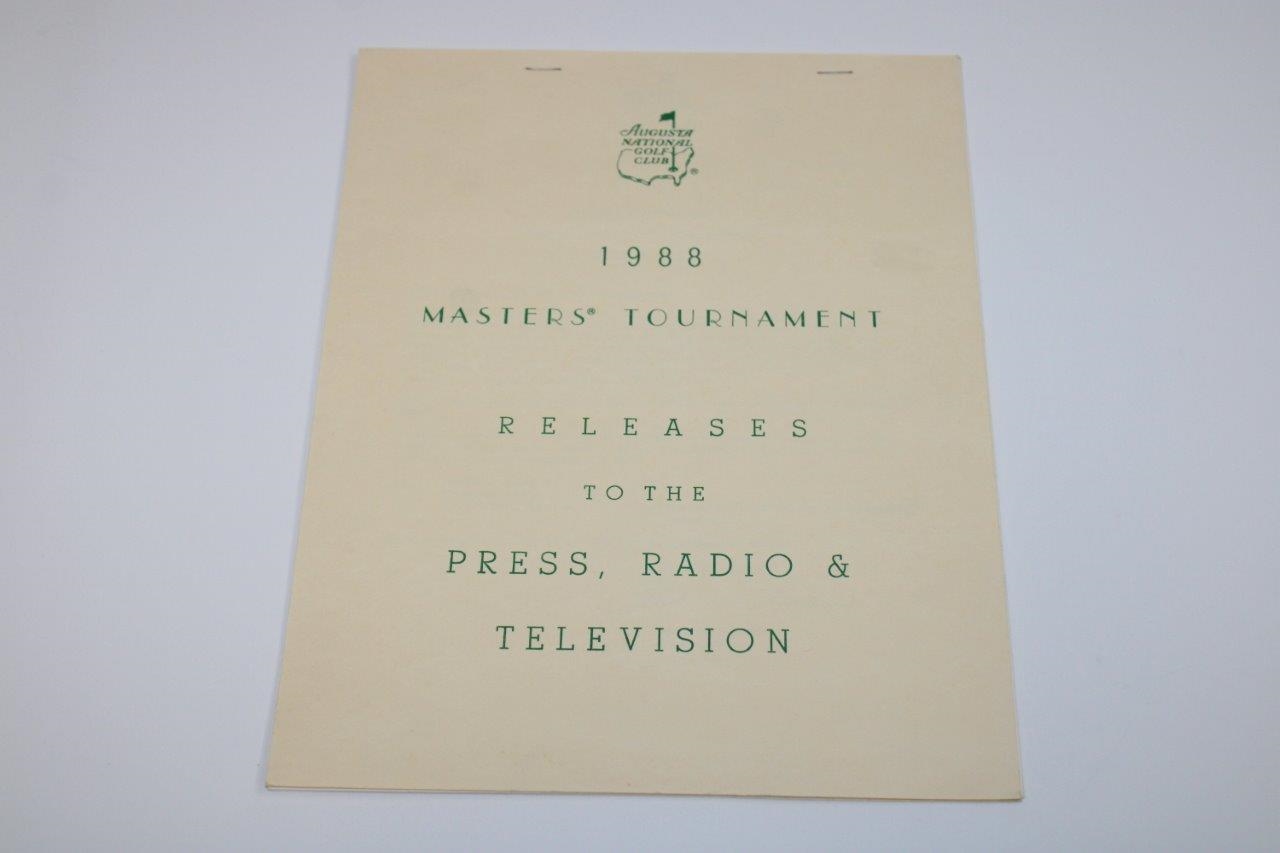 AUGUSTA
NATIONAL
GOLF
CLUB
®
1988
MASTERS® TOURNAMENT
RELEASES
TO THE
PRESS, RADIO &
TELEVISION